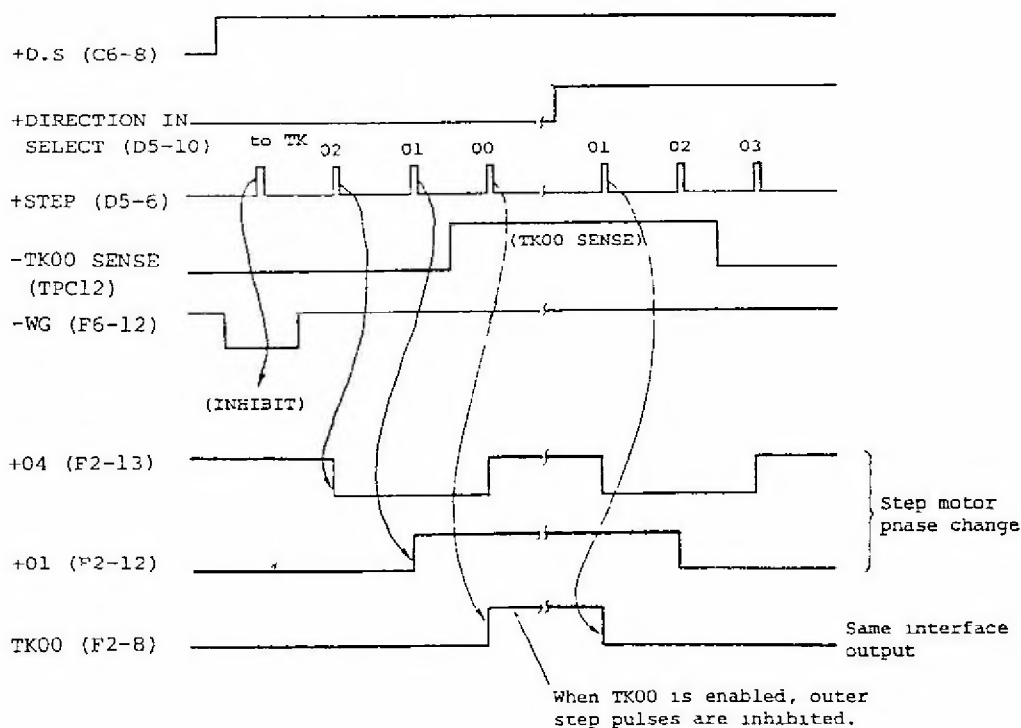 +D.S (C6-8)
+DIRECTION IN
SELECT (D5-10)
to TK
02
01
00
01
02
03
+STEP (D5-6)
(TK00 SENSE)
-TK00 SENSE
(TPC12)
-WG (F6-12)
(INHIBIT)
+04 (F2-13)
Step motor
phase change
+01 (F2-12)
TK00 (F2-8)
Same interface
output
When TK00 is enabled, outer
step pulses are inhibited.